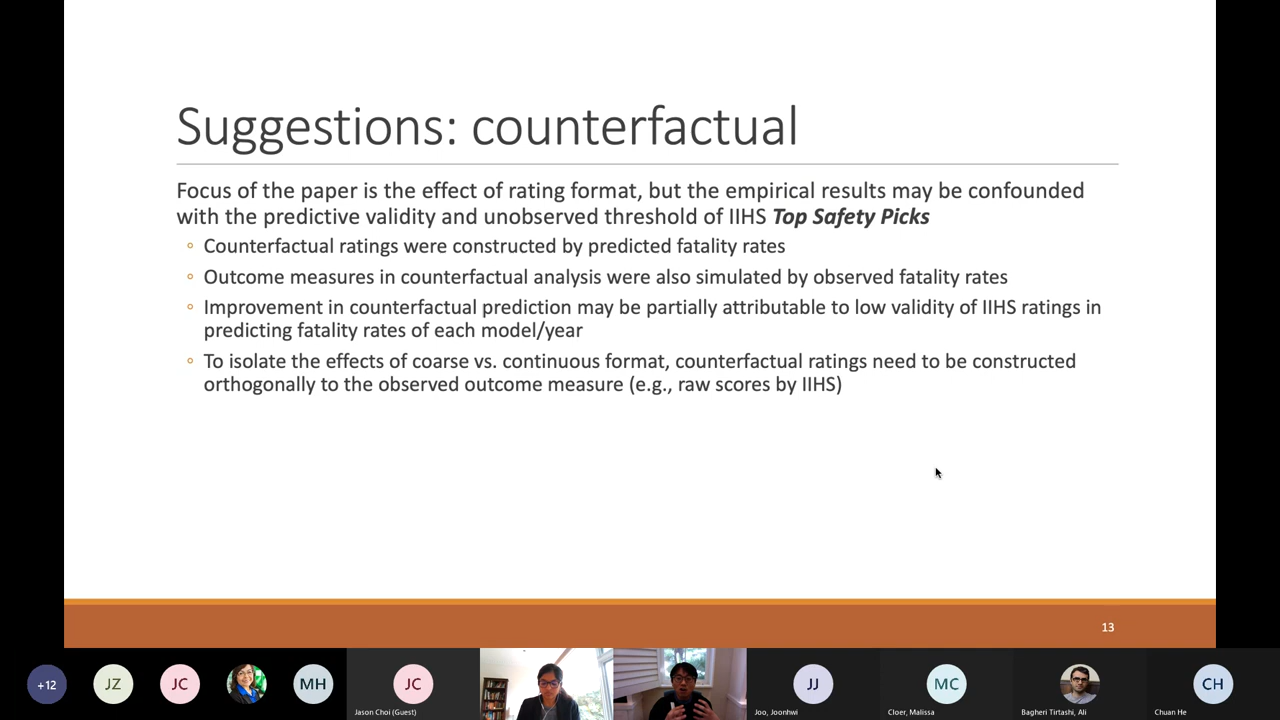 Suggestions: counterfactual
Focus of the paper is the effect of rating format, but the empirical results may be confounded
with the predictive validity and unobserved threshold of IIHS Top Safety Picks
Counterfactual ratings were constructed by predicted fatality rates
Outcome measures in counterfactual analysis were also simulated by observed fatality rates
Improvement in counterfactual prediction may be partially attributable to low validity of IIHS ratings in
predicting fatality rates of each model/year
To isolate the effects of coarse vs. continuous format, counterfactual ratings need to be constructed
orthogonally to the observed outcome measure (e.g., raw scores by IIHS)
13
+12
JZ
JC
MH
JC
JJ
MC
CH
Jason Choi (Guest)
Joo, Joonhwi
Cloer, Malissa
Bagheri Tirtashi, Ali
Chuan He